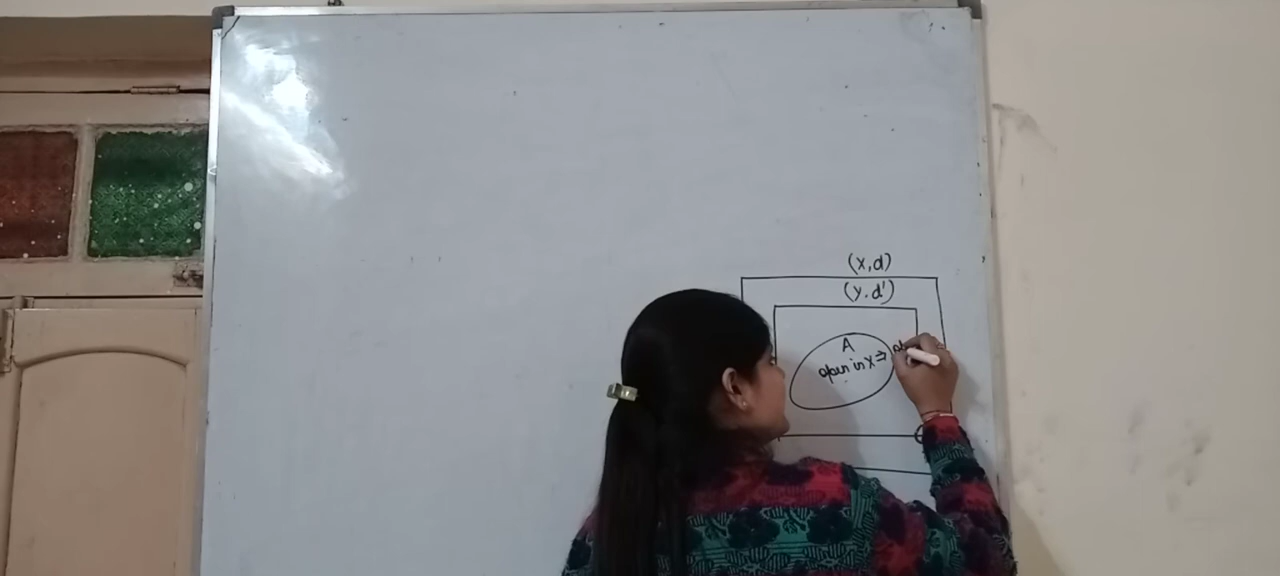 (X,d)
(Y.d')
A
open in X ⇒